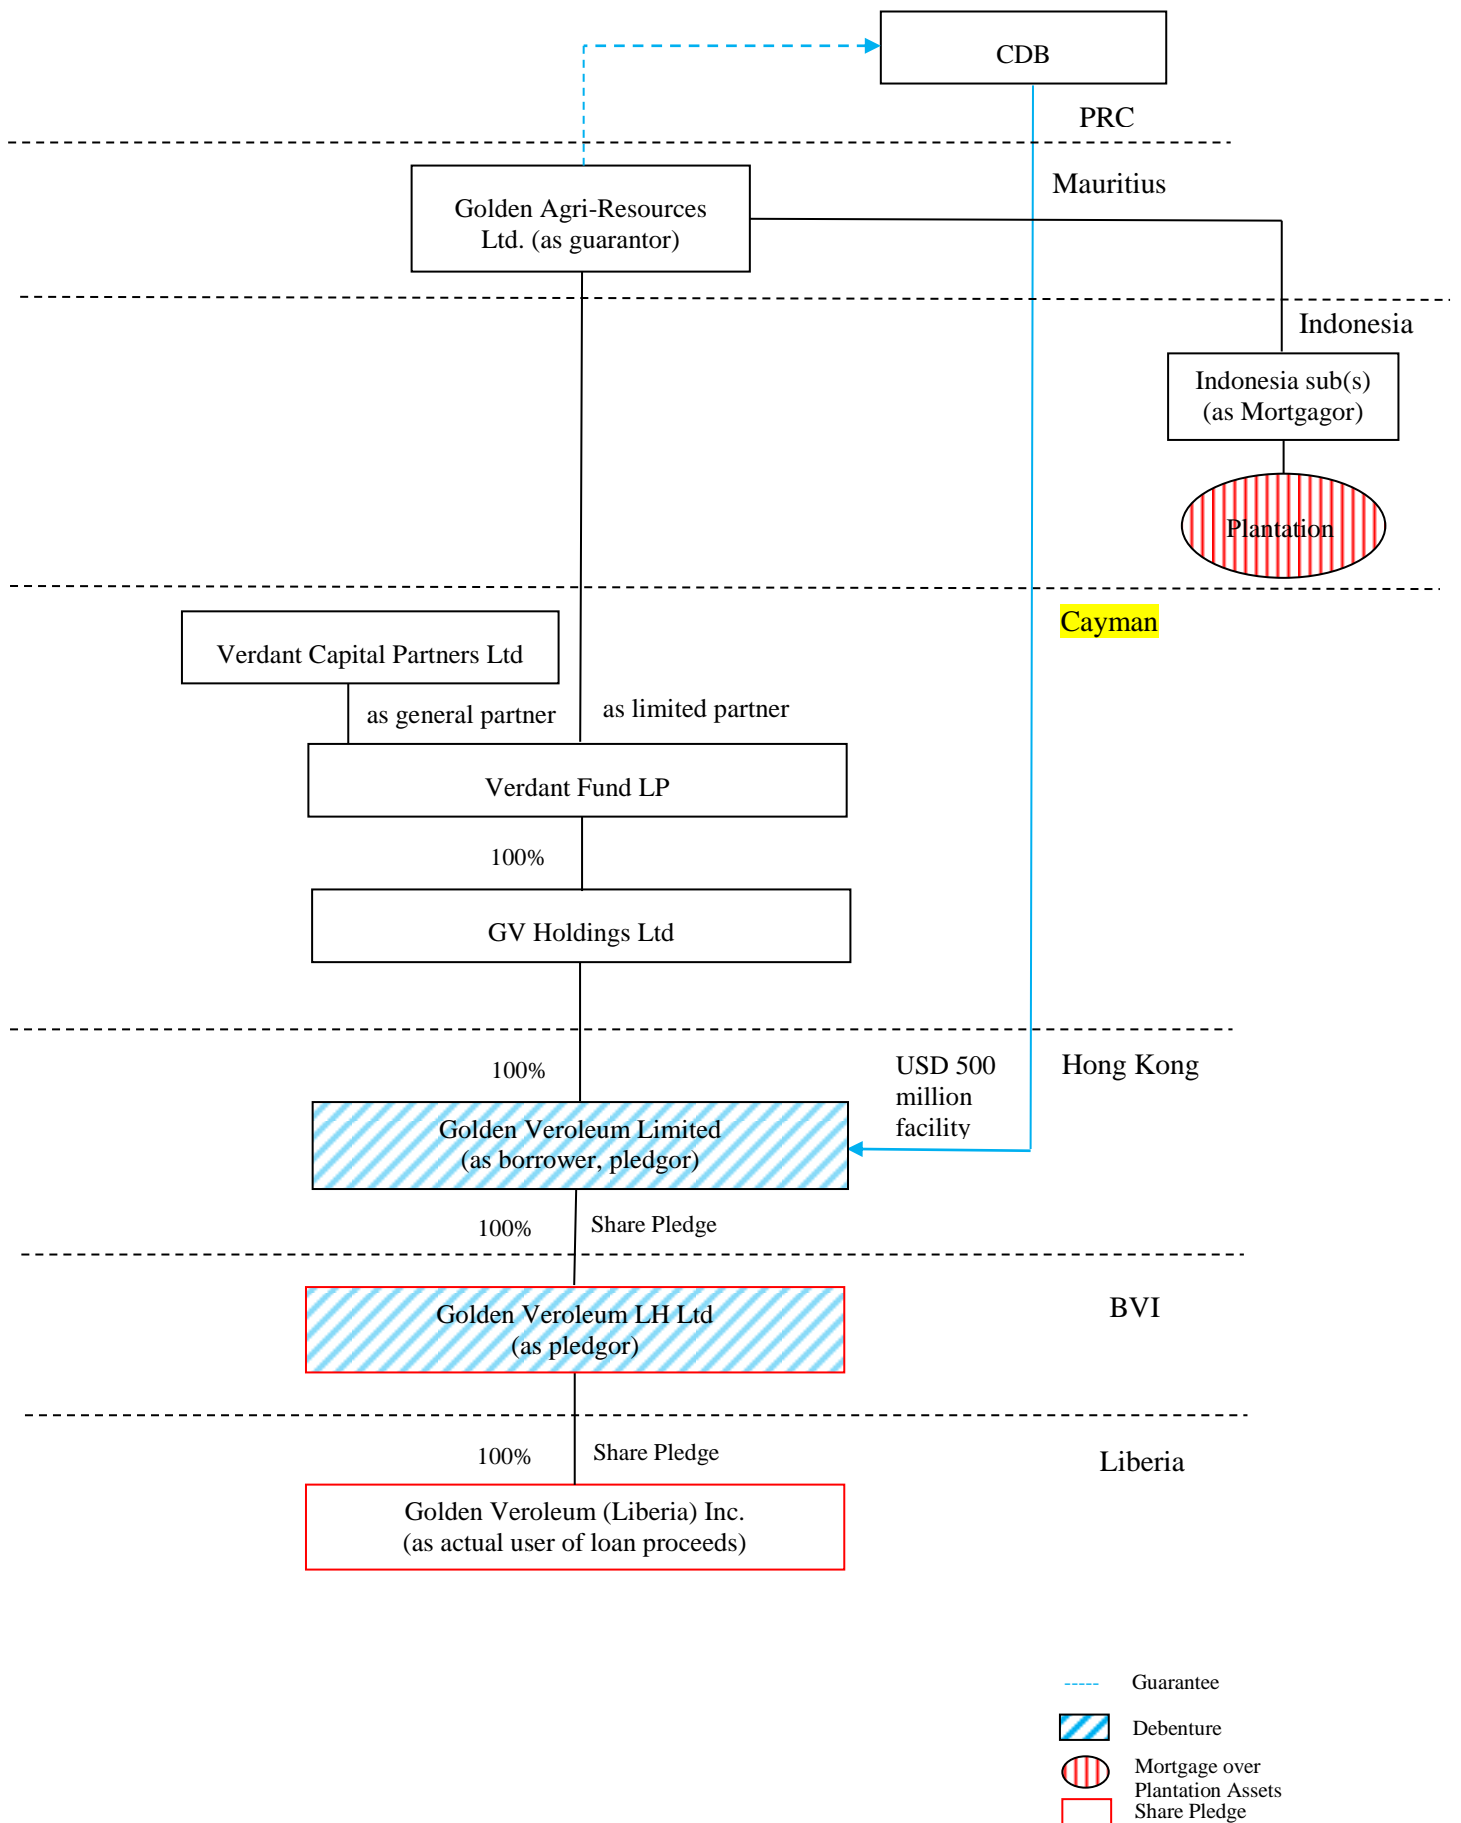 CDB
PRC
Mauritius
Golden Agri-Resources
Ltd. (as guarantor)
Indonesia
Indonesia sub(s)
(as Mortgagor)
Plantation
Cayman
Verdant Capital Partners Ltd
as general partner
as limited partner
Verdant Fund LP
100%
GV Holdings Ltd
100%
USD 500
million
facility
Hong Kong
Golden Veroleum Limited
(as borrower, pledgor)
100%
Share Pledge
BVI
Golden Veroleum LH Ltd
(as pledgor)
100%
Share Pledge
Liberia
Golden Veroleum (Liberia) Inc.
(as actual user of loan proceeds)
Guarantee
Debenture
Mortgage over
Plantation Assets
Share Pledge